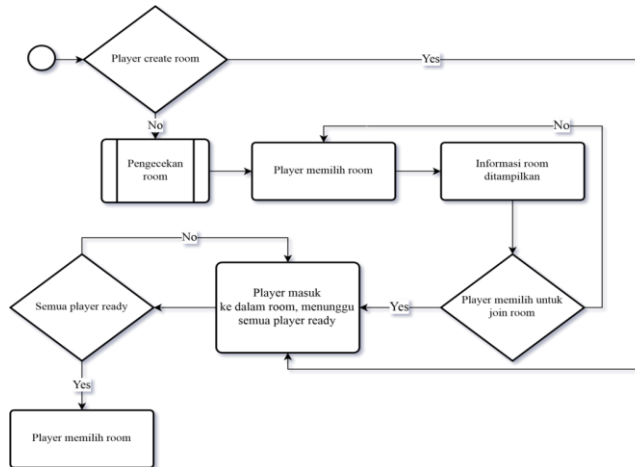 Player create room
Yes
No
Pengecekan
room
Player memilih room
No
Informasi room
ditampilkan
No
Semua player ready
Player masuk
ke dalam room, menunggu
semua player ready
Yes
Player memilih untuk
join room
Yes
Player memilih room